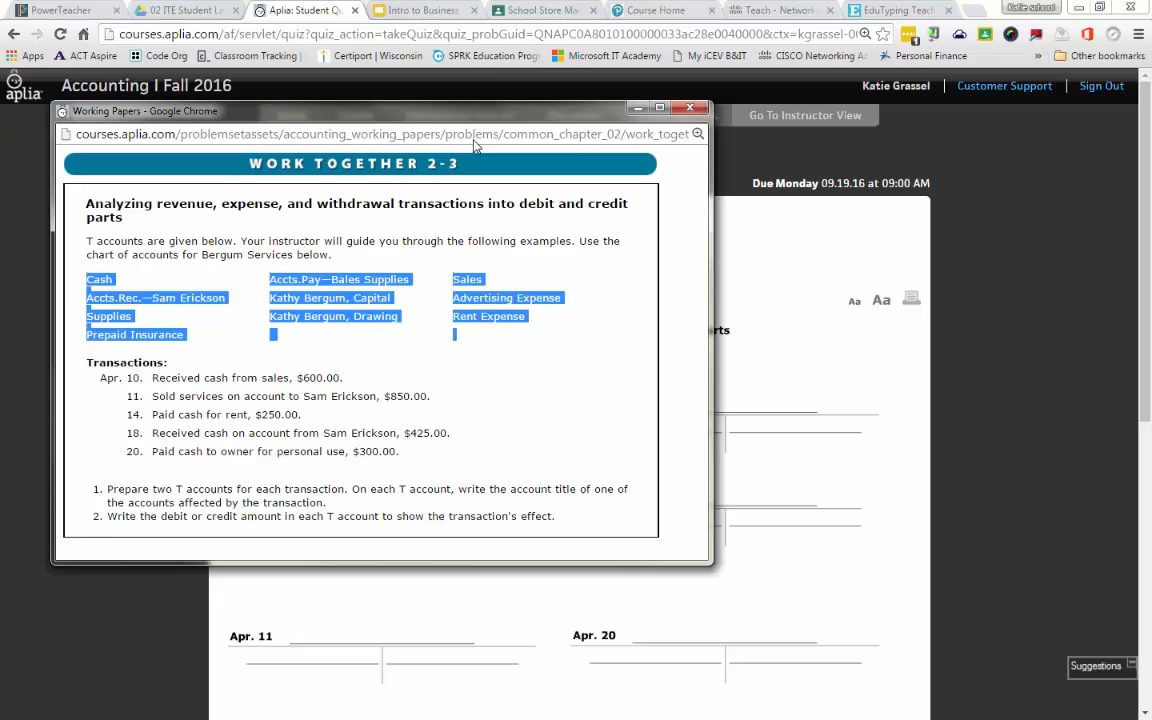 PowerTeacher
02 ITE Student Le
Aplia: Student Qu
Intro to Business
School Store Ma
Course Home
Teach - Network
EduTyping Teach
Katie school
courses.aplia.com/af/servlet/quiz?quiz_action=takeQuiz&quiz_probGuid=QNAPC0A8010100000033ac28e0040000&ctx=kgrassel-00
Apps
ACT Aspire
Code Org
Classroom Tracking
Certiport | Wisconsin
SPRK Education Prog
Microsoft IT Academy
My iCEV B&IT
CISCO Networking Ac
Personal Finance
»
Other bookmarks
aplia
Accounting I Fall 2016
Katie Grassel
Customer Support
Sign Out
Working Papers - Google Chrome
Go To Instructor View
courses.aplia.com/problemsetassets/accounting_working_papers/problems/common_chapter_02/work_toget
WORK TOGETHER 2-3
Due Monday 09.19.16 at 09:00 AM
Analyzing revenue, expense, and withdrawal transactions into debit and credit
parts
T accounts are given below. Your instructor will guide you through the following examples. Use the
chart of accounts for Bergum Services below.
Cash
Accts.Pay—Bales Supplies
Sales
Accts.Rec.—Sam Erickson
Kathy Bergum, Capital
Advertising Expense
Aa Aa
Supplies
Kathy Bergum, Drawing
Rent Expense
Prepaid Insurance
rts
Transactions:
Apr. 10. Received cash from sales, $600.00.
11. Sold services on account to Sam Erickson, $850.00.
14. Paid cash for rent, $250.00.
18. Received cash on account from Sam Erickson, $425.00.
20. Paid cash to owner for personal use, $300.00.
1. Prepare two T accounts for each transaction. On each T account, write the account title of one of
the accounts affected by the transaction.
2. Write the debit or credit amount in each T account to show the transaction's effect.
Apr. 11
Apr. 20
Suggestions